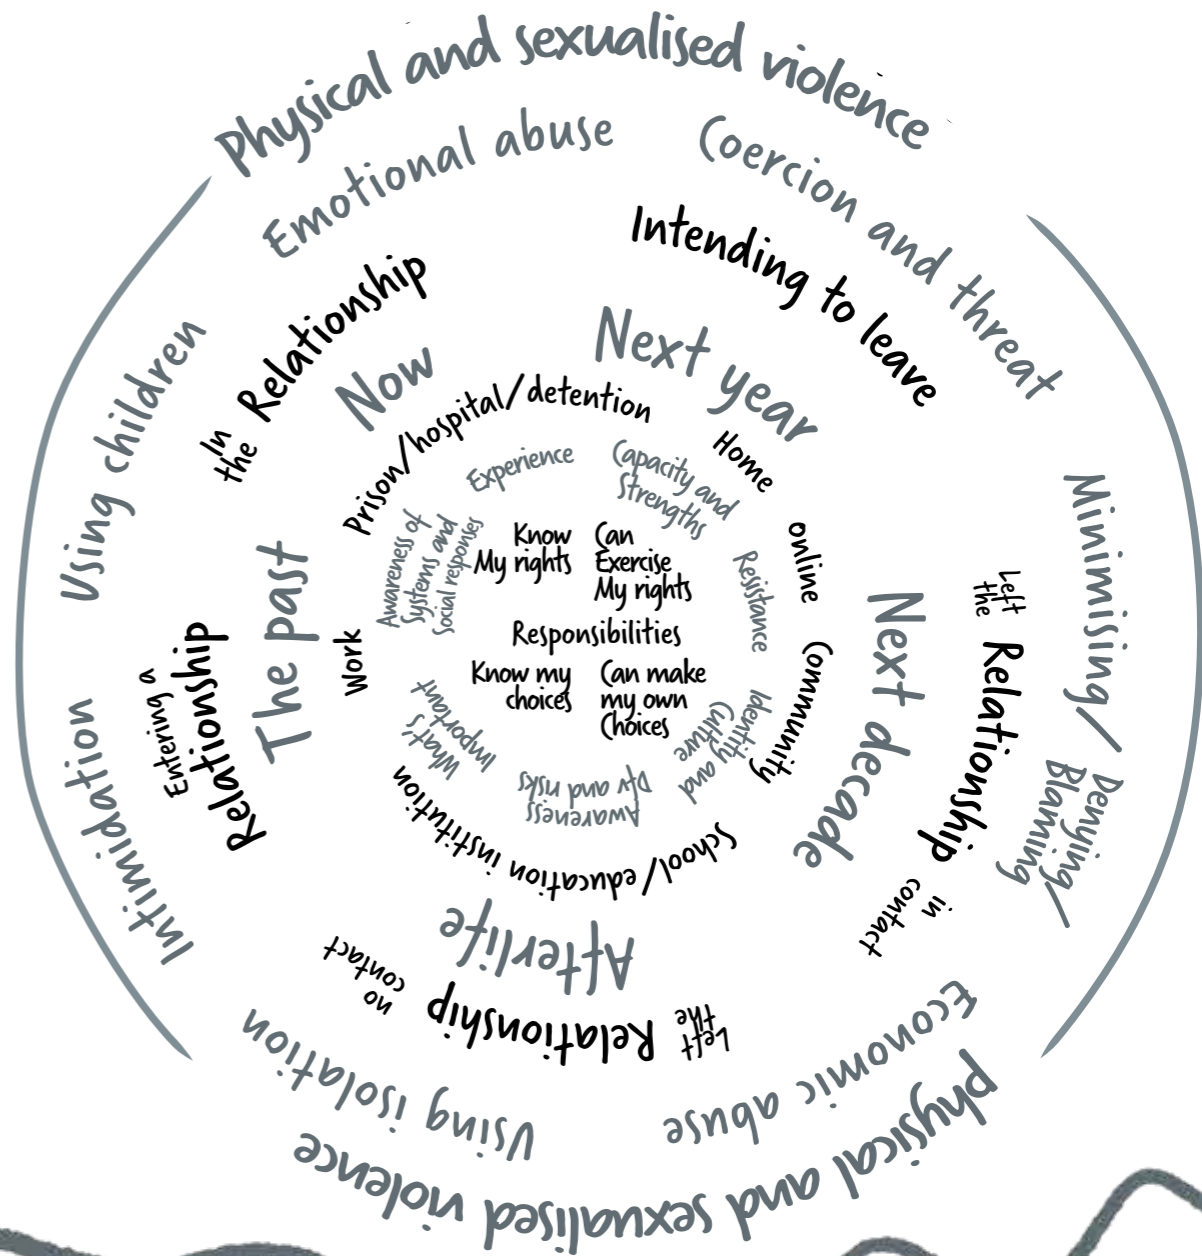 Physical and sexualised violence
Emotional abuse
Coercion and threat
Minimising/
Denying/
Blaming
Economic abuse
Using isolation
Intimidation
Using children
physical and sexualised violence
In
the Relationship
Intending to leave
Left
the Relationship in
contact
Left
the Relationship no
contact
Entering a
Relationship
Now
Next year
Next decade
Afterlife
The past
Prison/hospital/detention
Home
online
Community
School/education institution
Work
Experience
Capacity and
Strengths
Resistance
Identity and
Culture
Awareness
Dfv and risks
What's
Important
Awareness of
Systems and
Social responses
Know
My rights
Can
Exercise
My rights
Responsibilities
Know my
choices
Can make
my own
Choices